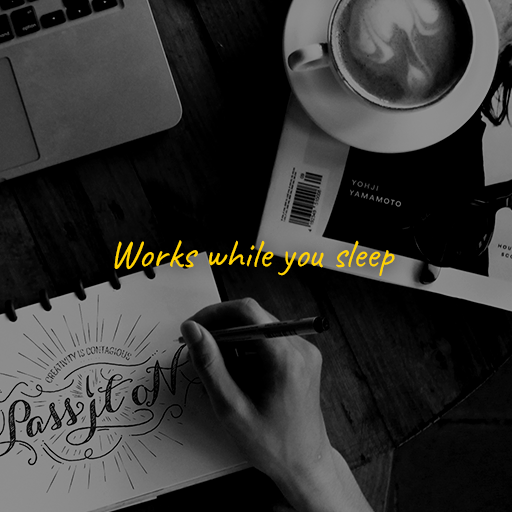 YOHJI
YAMAMOTO
Works while you sleep
CREATIVITY IS CONTAGIOUS
Pass it on